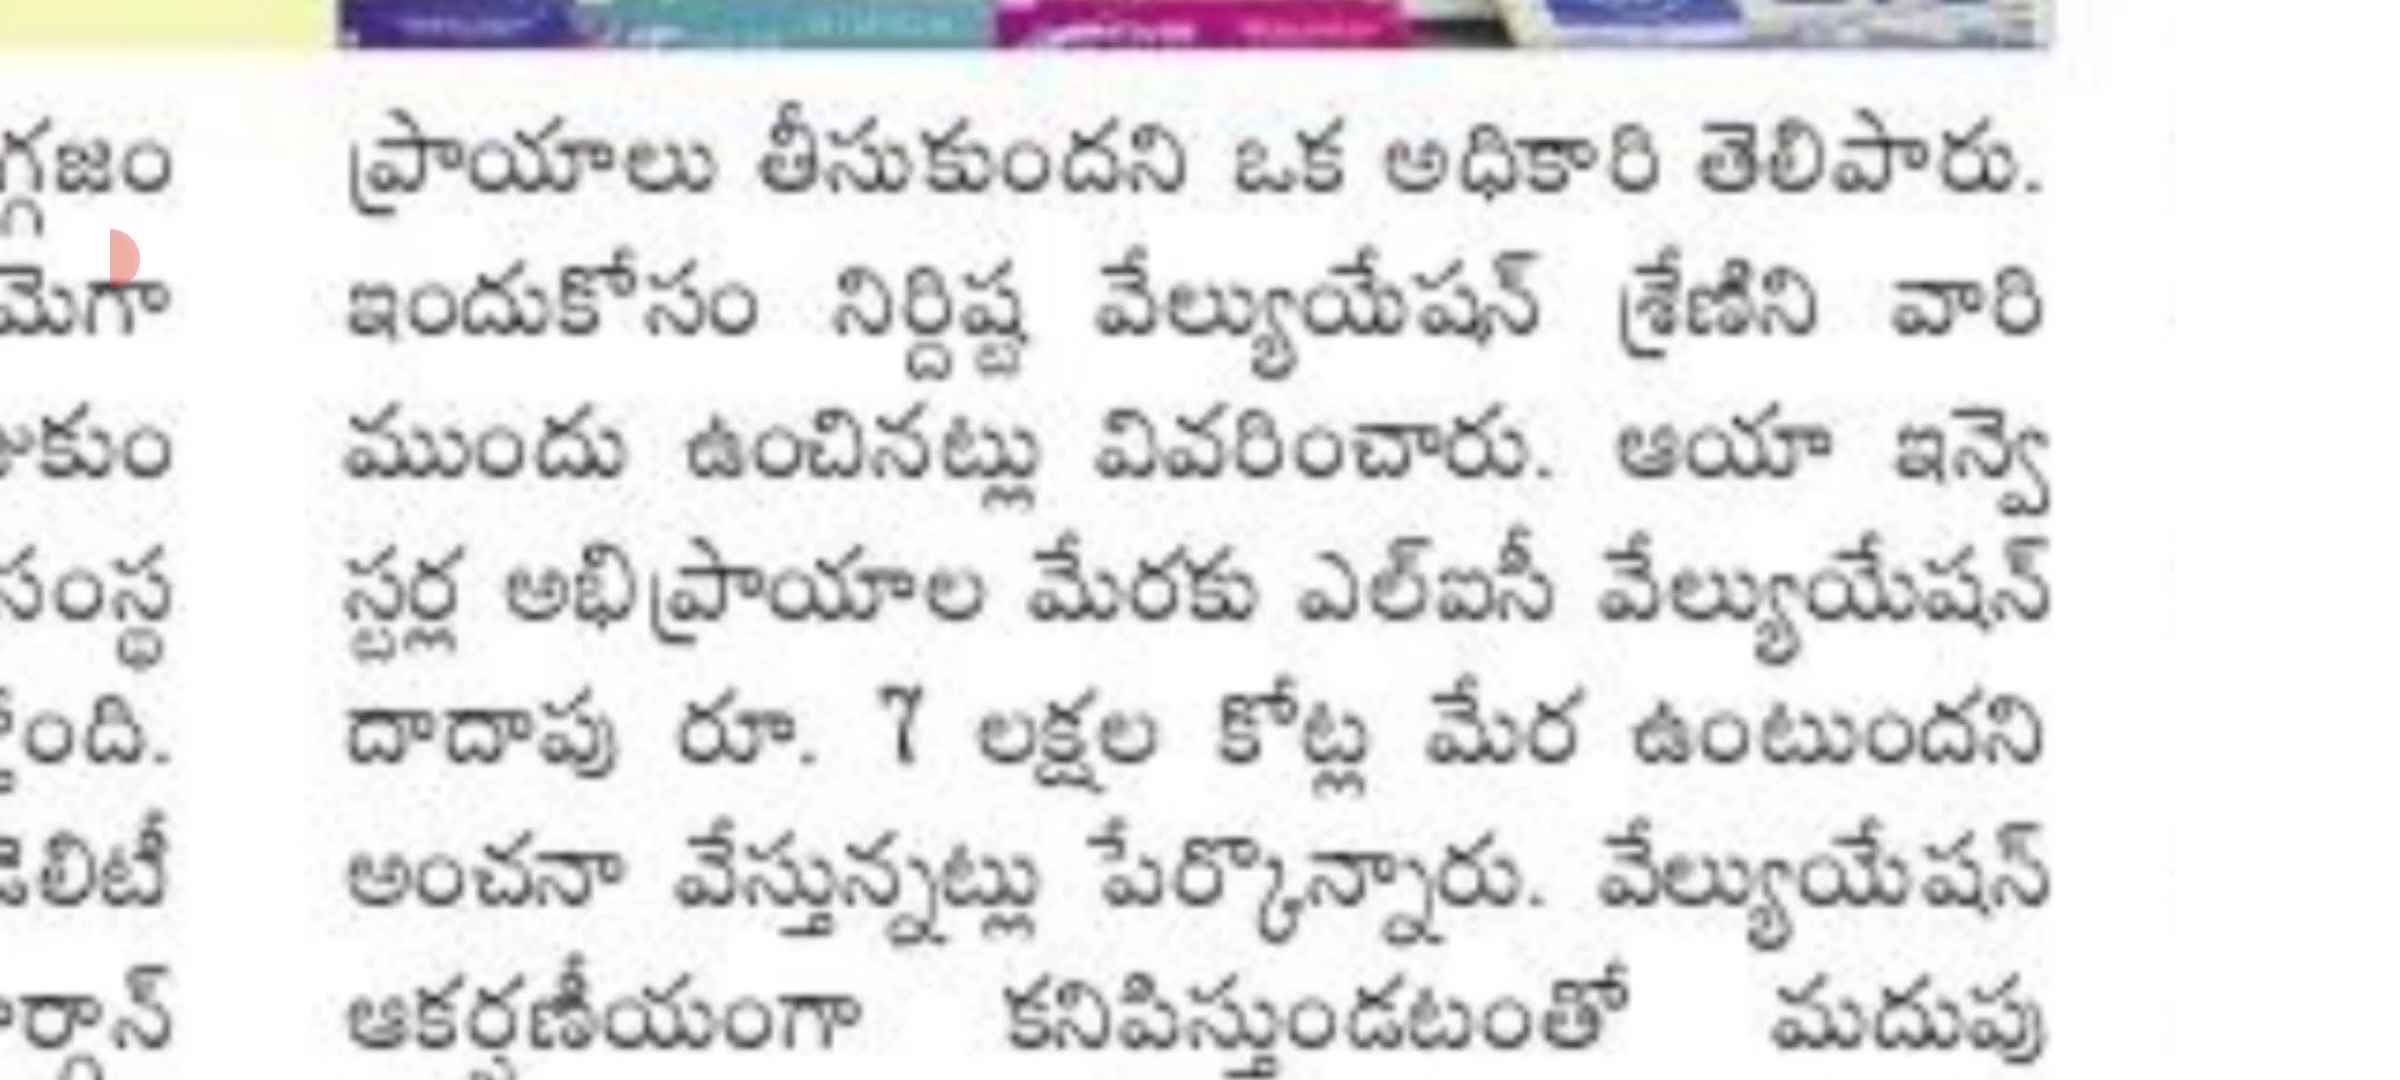 గ్గజం
మెగా
కుం
సంస్థ
ంది.
డెలిటీ
ర్గాన్
ప్రాయాలు తీసుకుందని ఒక అధికారి తెలిపారు.
ఇందుకోసం నిర్దిష్ట వేల్యుయేషన్ శ్రేణిని వారి
ముందు ఉంచినట్లు వివరించారు. ఆయా ఇన్వె
స్టర్ల అభిప్రాయాల మేరకు ఎల్ఐసీ వేల్యుయేషన్
దాదాపు రూ. 7 లక్షల కోట్ల మేర ఉంటుందని
అంచనా వేస్తున్నట్లు పేర్కొన్నారు. వేల్యుయేషన్
ఆకర్షణీయంగా కనిపిస్తుండటంతో మదుపు